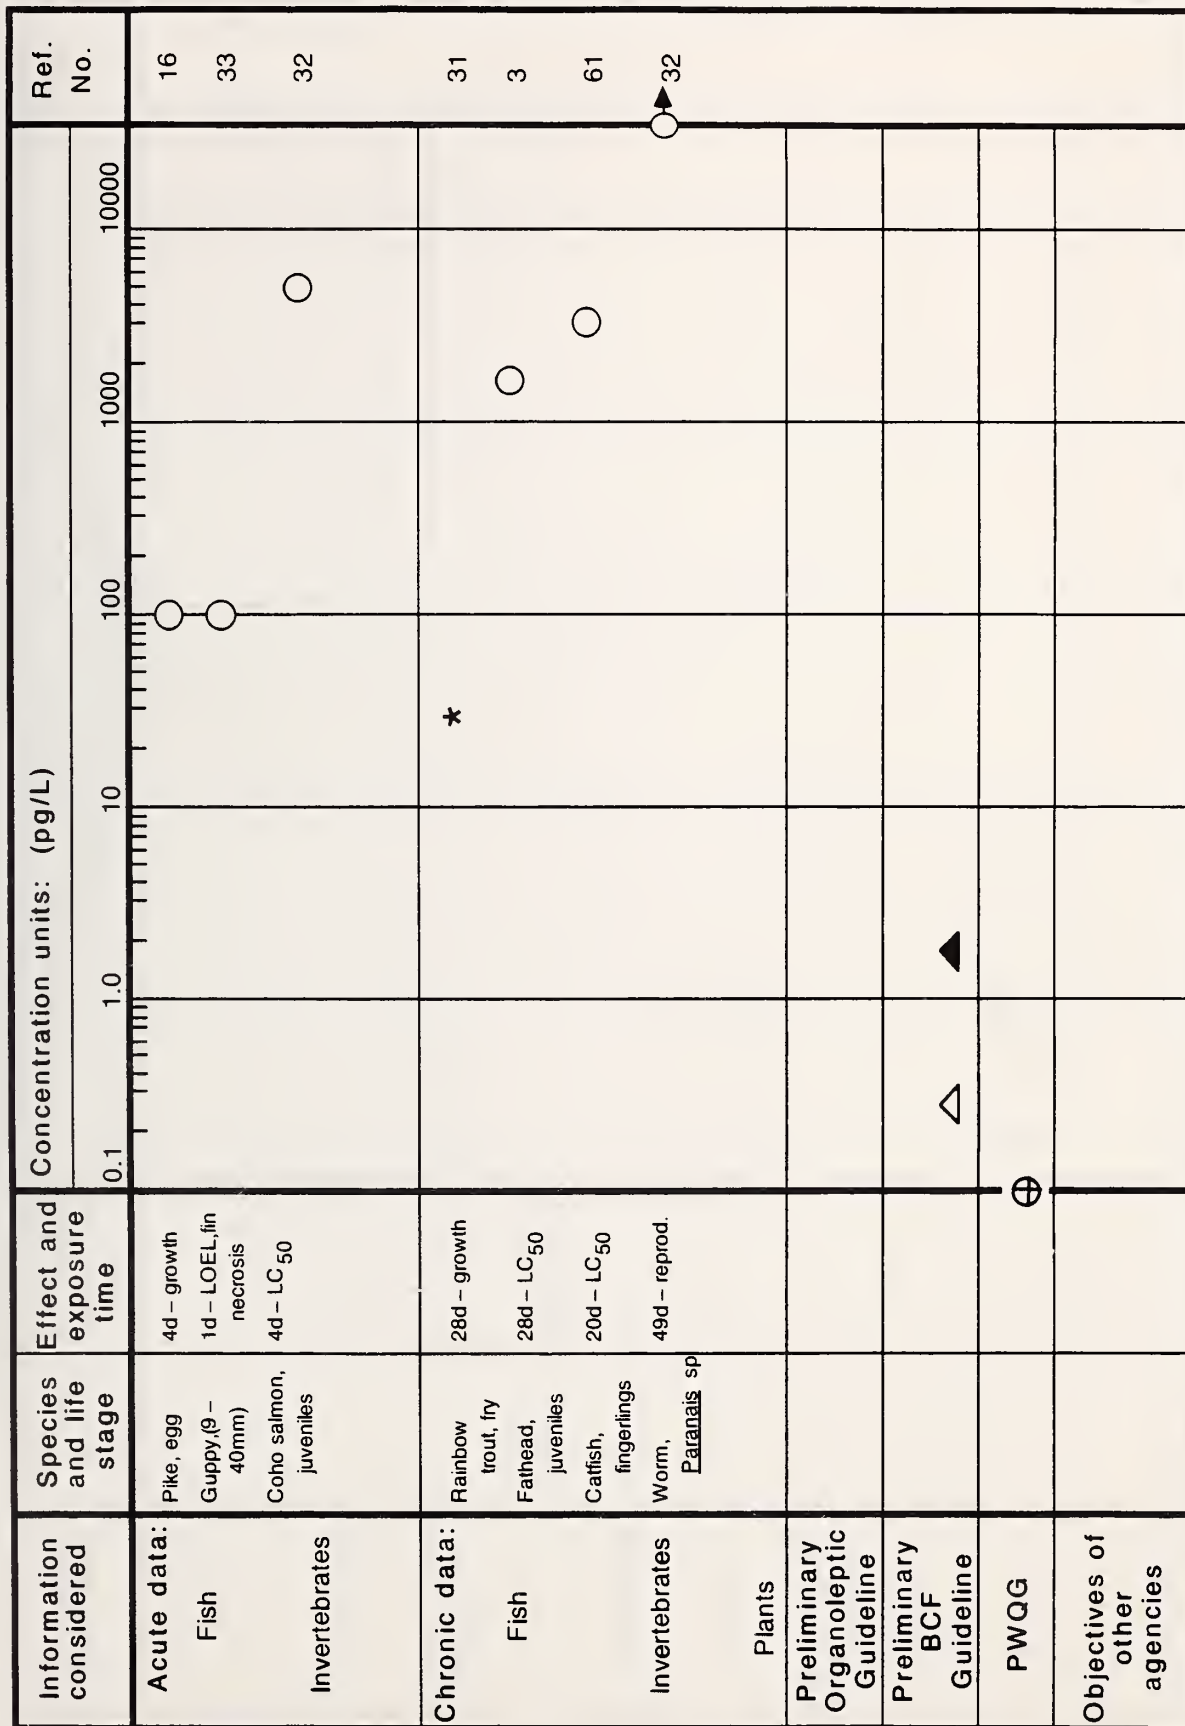 Information
considered
Species
and life
stage
Effect and
exposure
time
Concentration units: (pg/L)
0.1
1.0
10
100
1000
10000
Ref.
No.
Acute data:
Fish
Pike, egg
4d – growth
16
Guppy,(9 –
40mm)
1d – LOEL,fin
necrosis
33
Coho salmon,
juveniles
4d – LC50
32
Invertebrates
Chronic data:
Fish
Rainbow
trout, fry
28d – growth
*
31
Fathead,
juveniles
28d – LC50
3
Catfish,
fingerlings
20d – LC50
61
Invertebrates
Worm,
Paranais sp
49d – reprod.
32
Plants
Preliminary
Organoleptic
Guideline
Preliminary
BCF
Guideline
PWQG
Objectives of
other
agencies